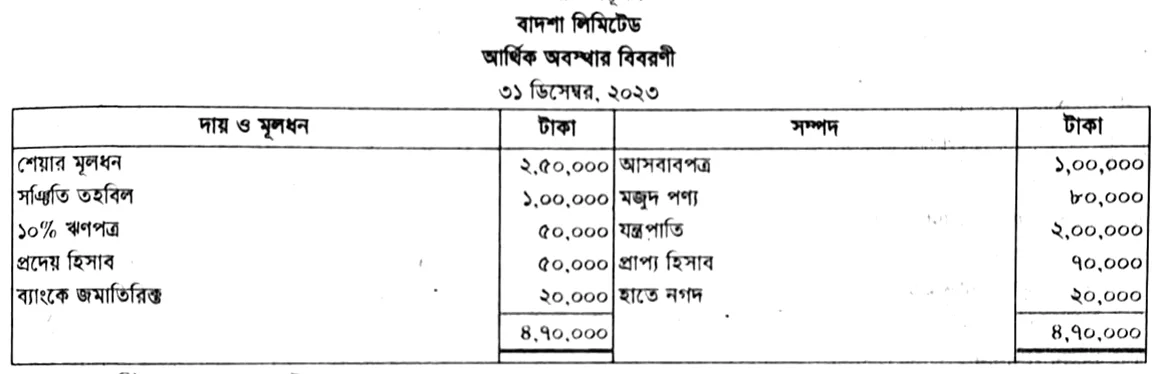 বাদশা লিমিটেড
আর্থিক অবস্থার বিবরণী
৩১ ডিসেম্বর, ২০২৩
দায় ও মূলধন টাকা সম্পদ টাকা
শেয়ার মূলধন ২,৫০,০০০ আসবাবপত্র ১,০০,০০০
সঞ্চিতি তহবিল ১,০০,০০০ মজুদ পণ্য ৮০,০০০
১০% ঋণপত্র ৫০,০০০ যন্ত্রপাতি ২,০০,০০০
প্রদেয় হিসাব ৫০,০০০ প্রাপ্য হিসাব ৭০,০০০
ব্যাংকে জমাতিরিক্ত ২০,০০০ হাতে নগদ ২০,০০০
৪,৭০,০০০ ৪,৭০,০০০